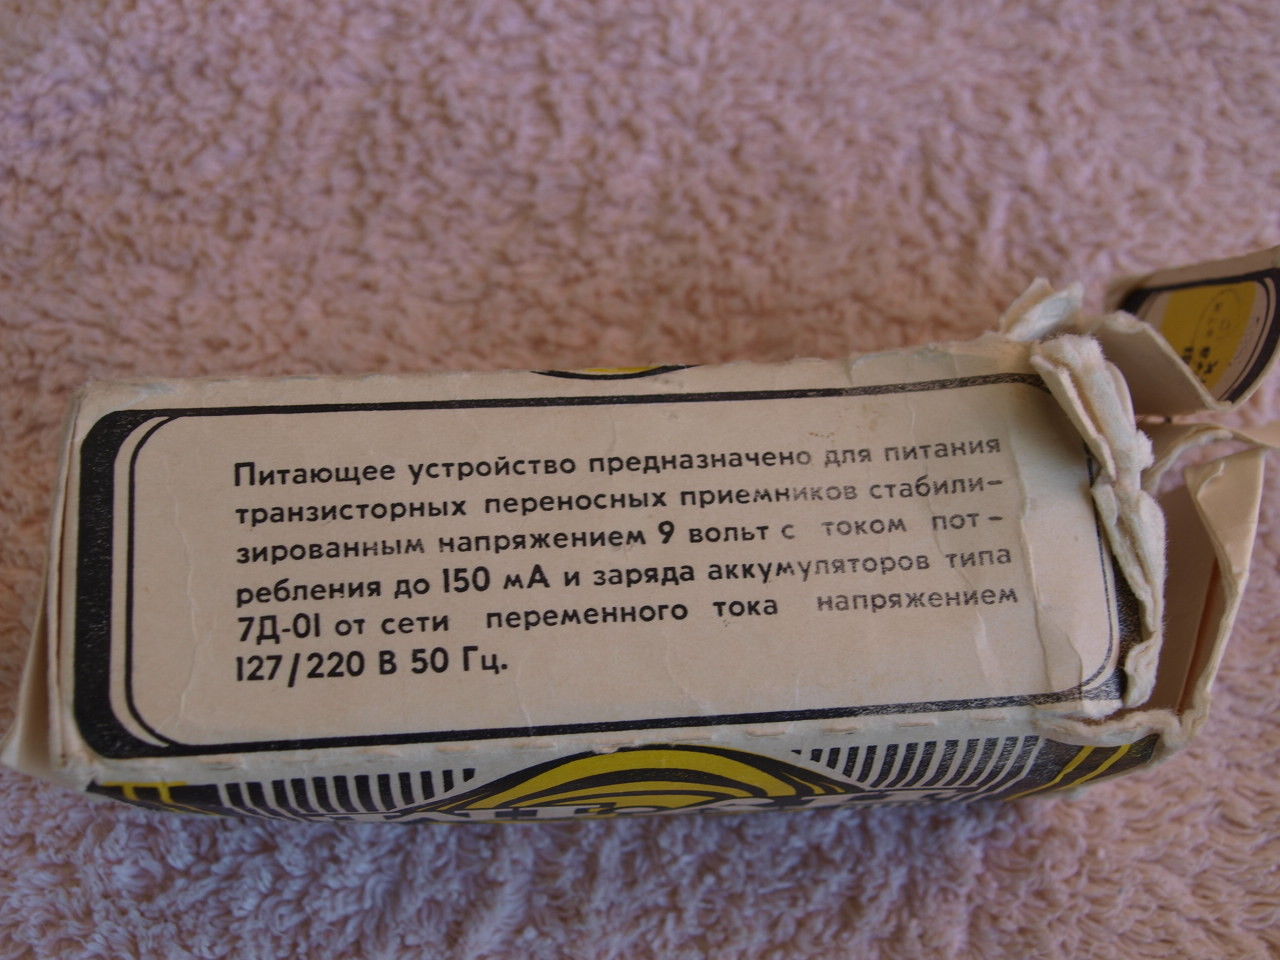 Питающее устройство предназначено для питания
транзисторных переносных приемников стабили-
зированным напряжением 9 вольт с током пот-
ребления до 150 мА и заряда аккумуляторов типа
7Д-01 от сети переменного тока напряжением
127/220 В 50 Гц.